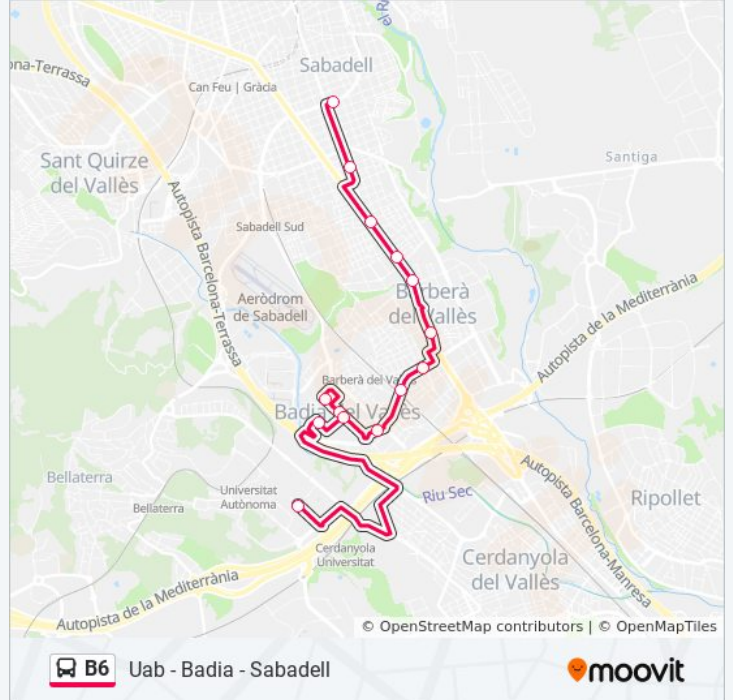 el R
Sabadell
na-Terrassa
Can Feu | Gràcia
Sant Quirze
del Vallès
Santiga
Autopista Barcelona-Terrassa
Sabadell Sud
Aeròdrom
de Sabadell
Barberà
del Vallès
Autopista de la Mediterrània
Barberà del Va
Badia del Vallès
Bellaterra
Universitat
Autònoma
Bellaterra
Riu Sec
Autopista Barcelona-Manresa
Ripollet
Cerdanyola
Universitat
Cerdanyola
del Vallès
Autopista de la Mediterrània
© OpenStreetMap contributors | © OpenMapTiles
B6 Uab - Badia - Sabadell
moovit